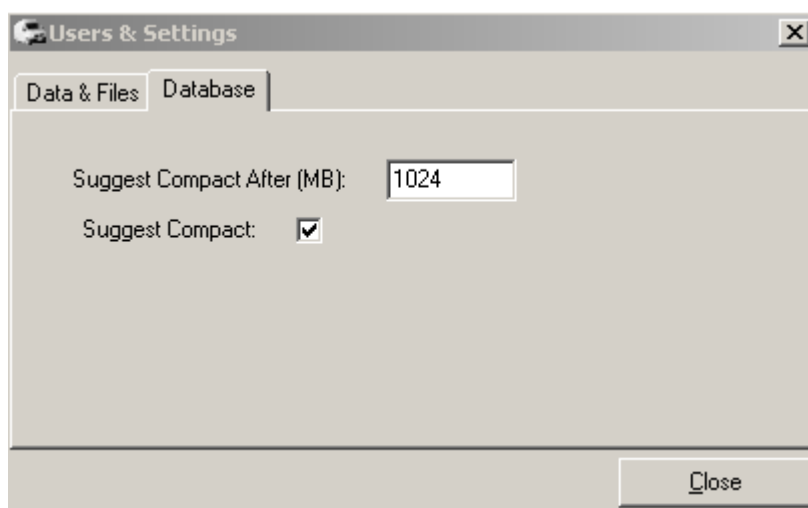 Users & Settings
Data & Files Database
Suggest Compact After (MB): 1024
Suggest Compact:
Close